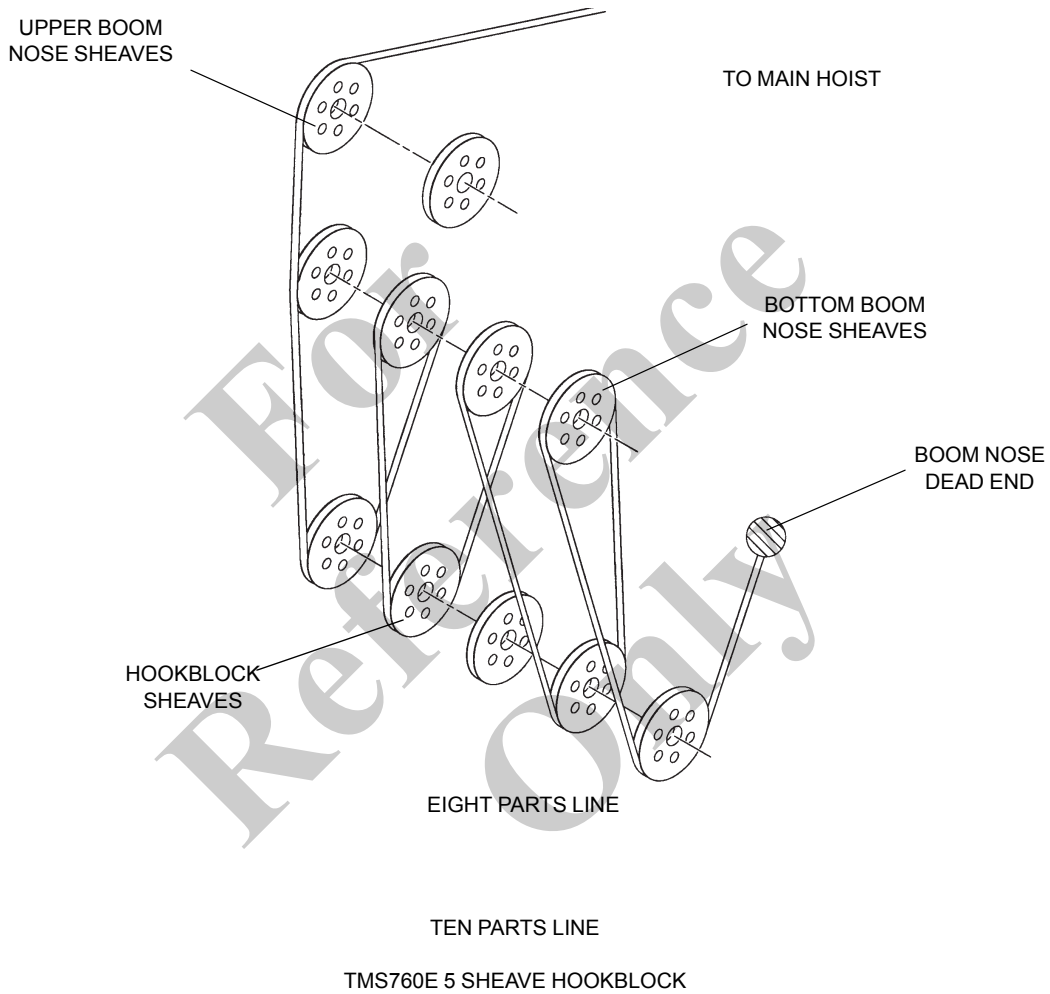 UPPER BOOM
NOSE SHEAVES
TO MAIN HOIST
BOTTOM BOOM
NOSE SHEAVES
BOOM NOSE
DEAD END
HOOKBLOCK
SHEAVES
For
Reference
Only
EIGHT PARTS LINE
TEN PARTS LINE
TMS760E 5 SHEAVE HOOKBLOCK